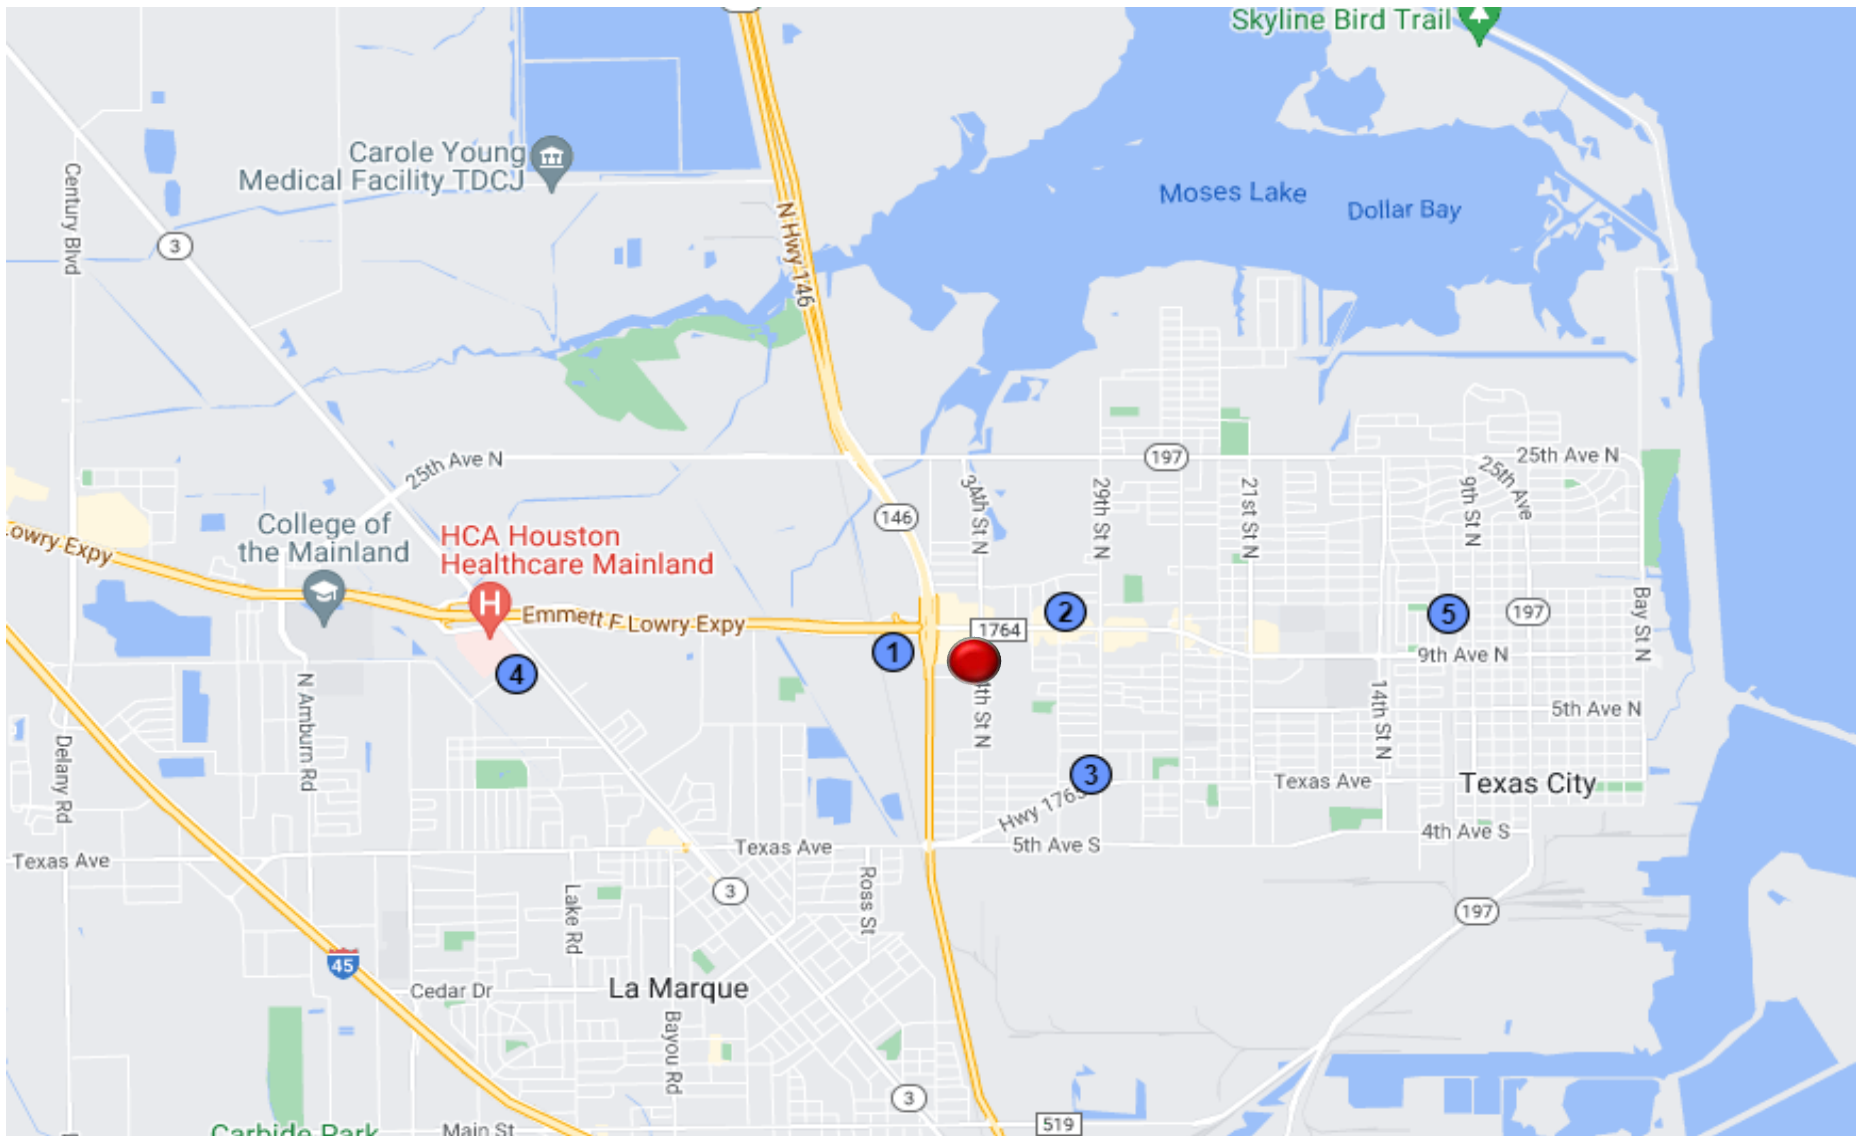 Skyline Bird Trail
Carole Young
Medical Facility TDCJ
Century Blvd
Moses Lake
Dollar Bay
3
N Hwy 146
25th Ave N
197
25th Ave N
25th Ave
34th St N
29th St N
21st St N
9th St N
146
College of
the Mainland
HCA Houston
Healthcare Mainland
H
Lowry Expy
Emmett F Lowry Expy
1764
2
5
197
Bay St N
1
9th Ave N
4
4th St N
14th St N
5th Ave N
N Amburn Rd
Delany Rd
3
Hwy 1765
Texas Ave
Texas City
4th Ave S
5th Ave S
Texas Ave
Texas Ave
3
Ross St
Lake Rd
197
45
Cedar Dr
La Marque
Bayou Rd
3
519
Carbide Park
Main St